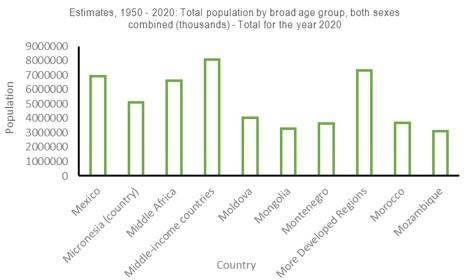 Estimates, 1950 - 2020: Total population by broad age group, both sexes
combined (thousands) - Total for the year 2020
Population
9000000
8000000
7000000
6000000
5000000
4000000
3000000
2000000
1000000
0
Mexico
Micronesia (country)
Middle Africa
Middle-income countries
Moldova
Mongolia
Montenegro
More Developed Regions
Morocco
Mozambique
Country